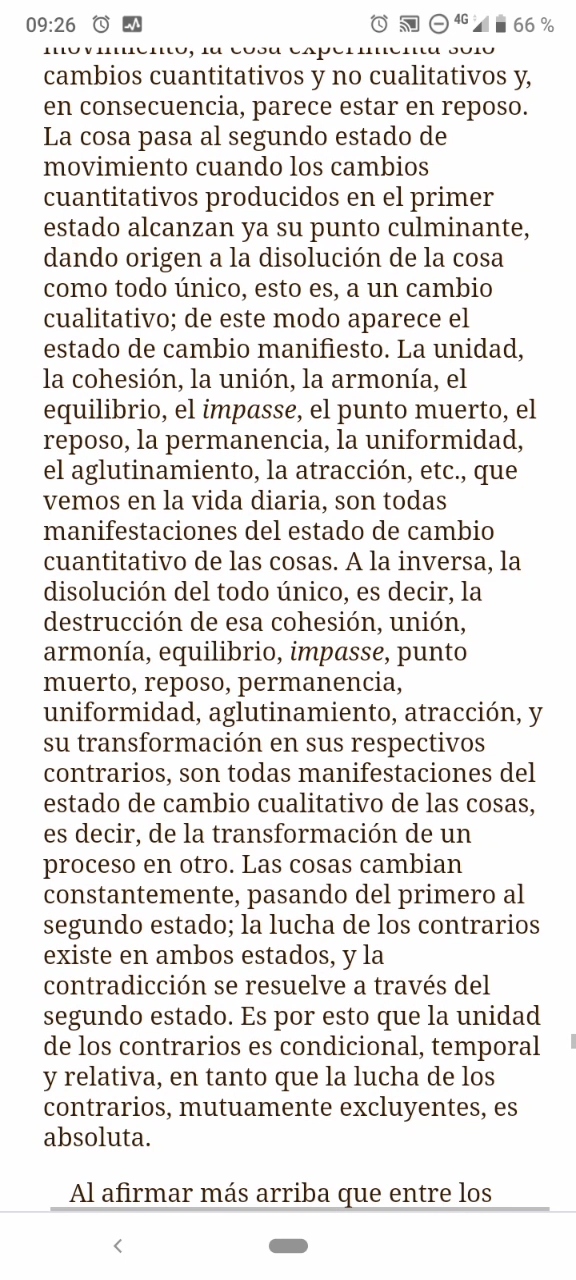 09:26 4G 66 %
movimiento, la cosa experimenta sólo
cambios cuantitativos y no cualitativos y,
en consecuencia, parece estar en reposo.
La cosa pasa al segundo estado de
movimiento cuando los cambios
cuantitativos producidos en el primer
estado alcanzan ya su punto culminante,
dando origen a la disolución de la cosa
como todo único, esto es, a un cambio
cualitativo; de este modo aparece el
estado de cambio manifiesto. La unidad,
la cohesión, la unión, la armonía, el
equilibrio, el impasse, el punto muerto, el
reposo, la permanencia, la uniformidad,
el aglutinamiento, la atracción, etc., que
vemos en la vida diaria, son todas
manifestaciones del estado de cambio
cuantitativo de las cosas. A la inversa, la
disolución del todo único, es decir, la
destrucción de esa cohesión, unión,
armonía, equilibrio, impasse, punto
muerto, reposo, permanencia,
uniformidad, aglutinamiento, atracción, y
su transformación en sus respectivos
contrarios, son todas manifestaciones del
estado de cambio cualitativo de las cosas,
es decir, de la transformación de un
proceso en otro. Las cosas cambian
constantemente, pasando del primero al
segundo estado; la lucha de los contrarios
existe en ambos estados, y la
contradicción se resuelve a través del
segundo estado. Es por esto que la unidad
de los contrarios es condicional, temporal
y relativa, en tanto que la lucha de los
contrarios, mutuamente excluyentes, es
absoluta.
Al afirmar más arriba que entre los